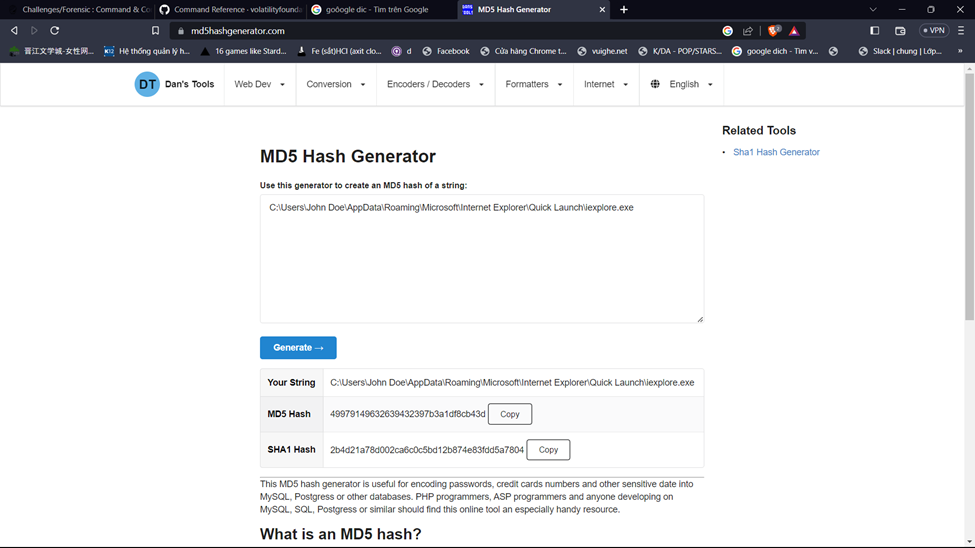 Challenges/Forensic : Command & Co
Command Reference · volatilityfounda
goôogle dic - Tìm trên Google
MD5 Hash Generator
md5hashgenerator.com
VPN
晋江文学城-女性网...
Hệ thống quản lý h...
16 games like Stard...
Fe (sắt)HCl (axit clo...
d
Facebook
Cửa hàng Chrome t...
vuighe.net
K/DA - POP/STARS...
google dich - Tìm v...
Slack | chung | Lớp...
»
DT Dan's Tools
Web Dev
Conversion
Encoders / Decoders
Formatters
Internet
English
MD5 Hash Generator
Use this generator to create an MD5 hash of a string:
C:\Users\John Doe\AppData\Roaming\Microsoft\Internet Explorer\Quick Launch\iexplore.exe
Generate →
Your String C:\Users\John Doe\AppData\Roaming\Microsoft\Internet Explorer\Quick Launch\iexplore.exe
MD5 Hash 49979149632639432397b3a1df8cb43d Copy
SHA1 Hash 2b4d21a78d002ca6c0c5bd12b874e83fdd5a7804 Copy
This MD5 hash generator is useful for encoding passwords, credit cards numbers and other sensitive date into
MySQL, Postgress or other databases. PHP programmers, ASP programmers and anyone developing on
MySQL, SQL, Postgress or similar should find this online tool an especially handy resource.
What is an MD5 hash?
Related Tools
• Sha1 Hash Generator